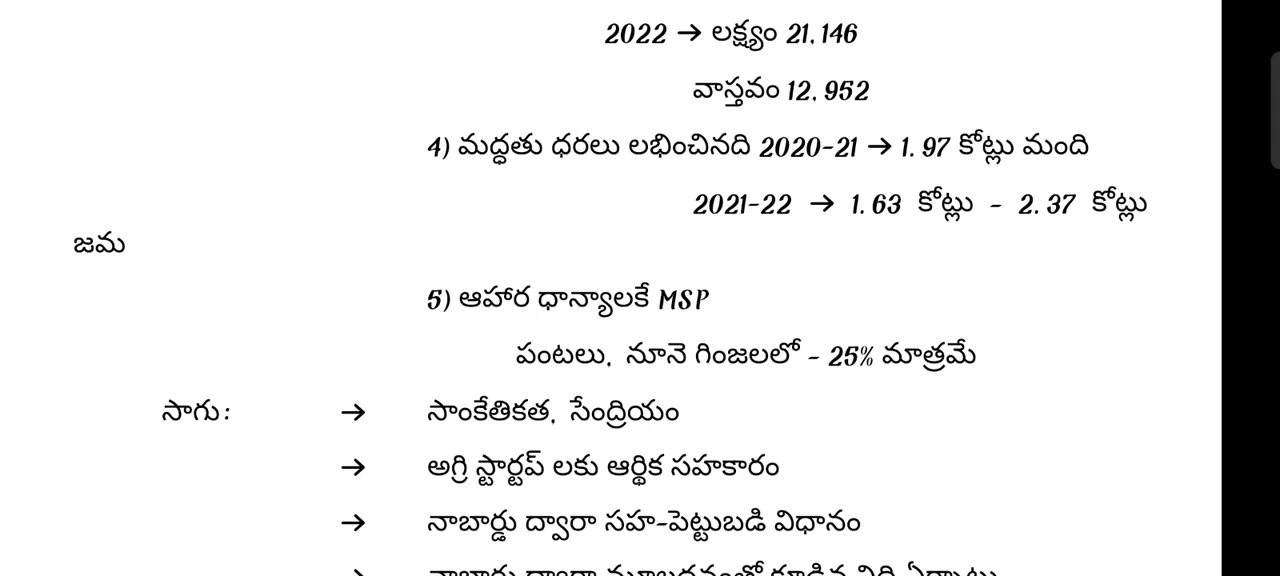 2022 → లక్ష్యం 21,146
వాస్తవం 12,952
4) మద్ధతు ధరలు లభించినది 2020-21 → 1.97 కోట్లు మంది
2021-22 → 1.63 కోట్లు - 2.37 కోట్లు
జమ
5) ఆహార ధాన్యాలకే MSP
పంటలు, నూనె గింజలలో - 25% మాత్రమే
సాగు: → సాంకేతికత, సేంద్రియం
→ అగ్రి స్టార్టప్ లకు ఆర్థిక సహకారం
→ నాబార్డు ద్వారా సహ-పెట్టుబడి విధానం